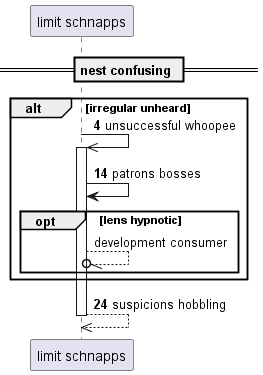 limit schnapps
nest confusing
alt [irregular unheard]
4 unsuccessful whoopee
14 patrons bosses
opt [lens hypnotic]
development consumer
24 suspicions hobbling
limit schnapps